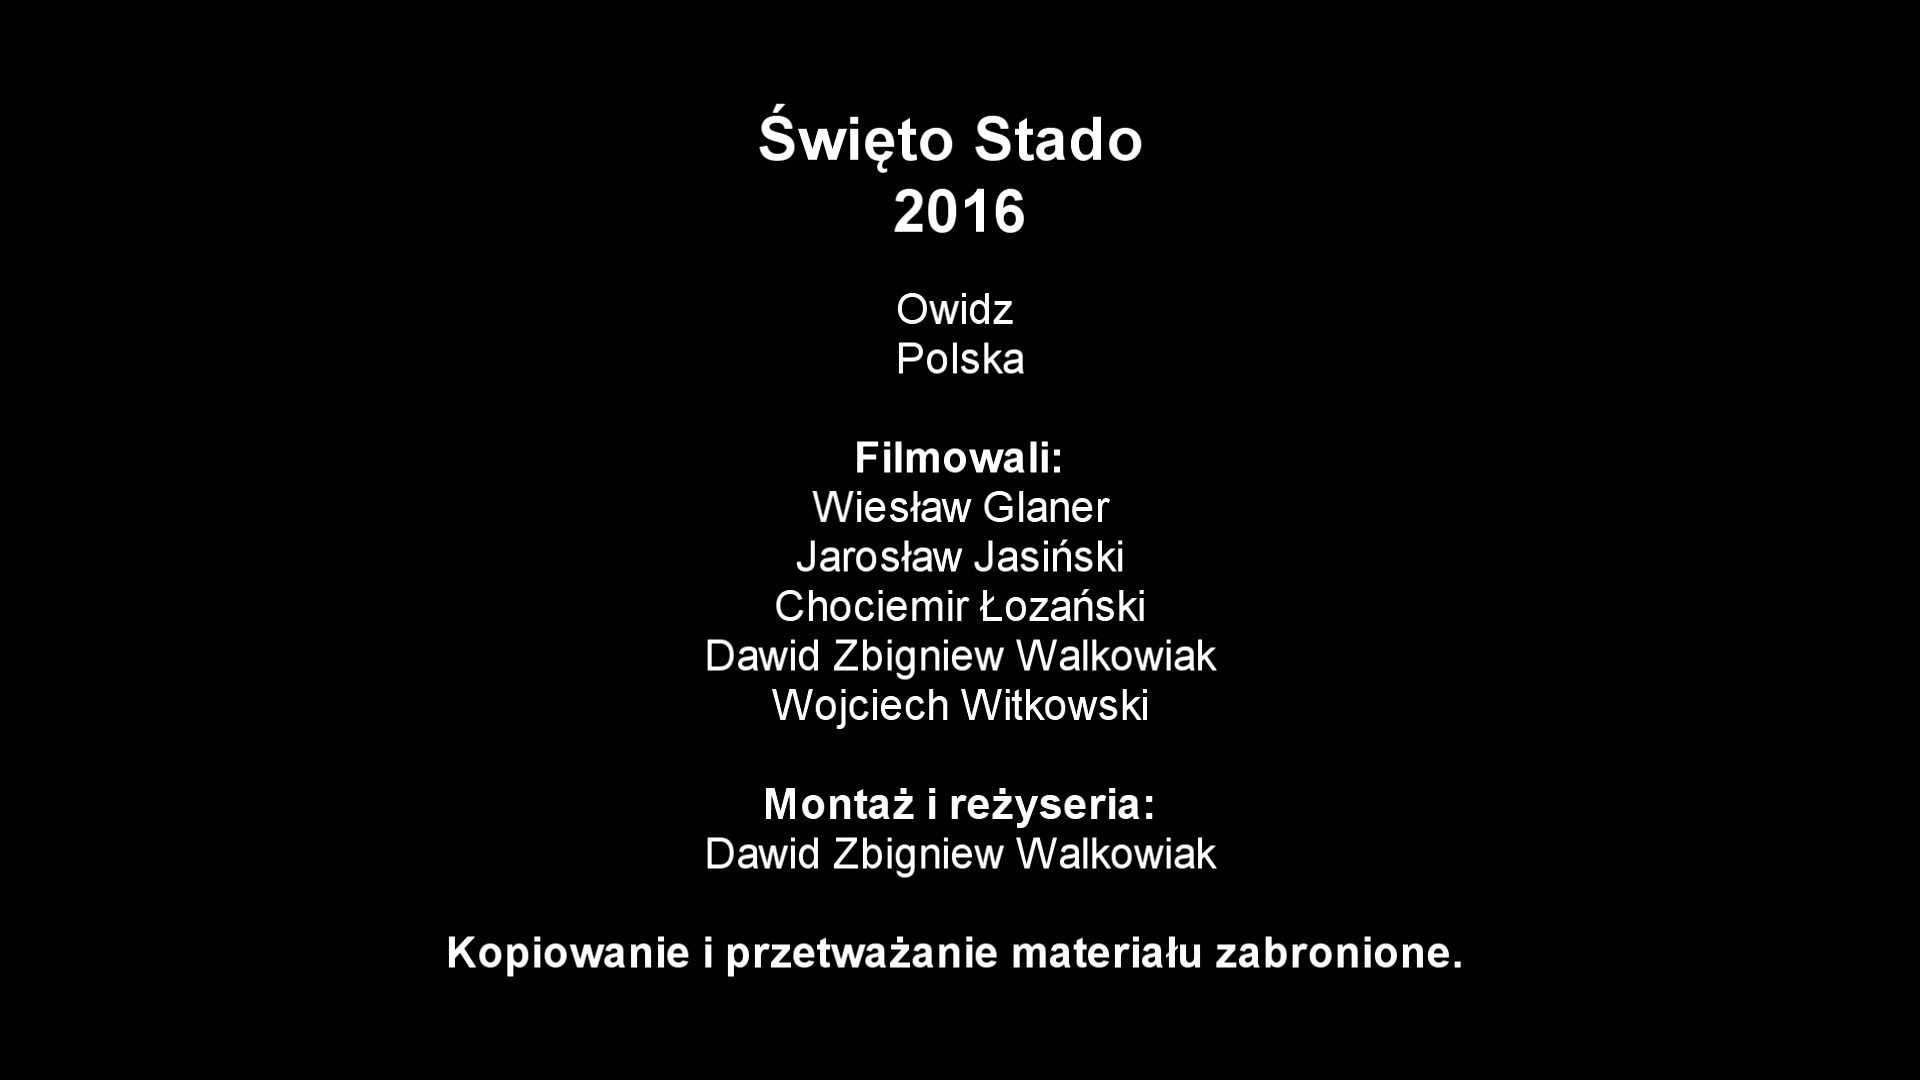 Święto Stado
2016
Owidz
Polska
Filmowali:
Wiesław Glaner
Jarosław Jasiński
Chociemir Łozański
Dawid Zbigniew Walkowiak
Wojciech Witkowski
Montaż i reżyseria:
Dawid Zbigniew Walkowiak
Kopiowanie i przetważanie materiału zabronione.